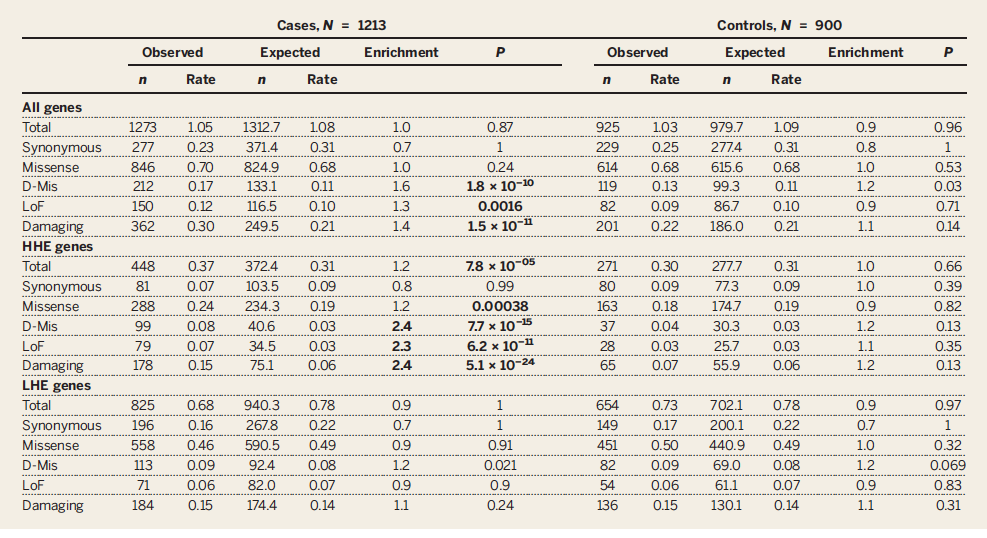 Cases, N = 1213 Controls, N = 900
Observed Expected Enrichment P Observed Expected Enrichment P
n Rate n Rate n Rate n Rate
All genes
Total 1273 1.05 1312.7 1.08 1.0 0.87 925 1.03 979.7 1.09 0.9 0.96
Synonymous 277 0.23 371.4 0.31 0.7 1 229 0.25 277.4 0.31 0.8 1
Missense 846 0.70 824.9 0.68 1.0 0.24 614 0.68 615.6 0.68 1.0 0.53
D-Mis 212 0.17 133.1 0.11 1.6 1.8 × 10⁻¹⁰ 119 0.13 99.3 0.11 1.2 0.03
LoF 150 0.12 116.5 0.10 1.3 0.0016 82 0.09 86.7 0.10 0.9 0.71
Damaging 362 0.30 249.5 0.21 1.4 1.5 × 10⁻¹¹ 201 0.22 186.0 0.21 1.1 0.14
HHE genes
Total 448 0.37 372.4 0.31 1.2 7.8 × 10⁻⁰⁵ 271 0.30 277.7 0.31 1.0 0.66
Synonymous 81 0.07 103.5 0.09 0.8 0.99 80 0.09 77.3 0.09 1.0 0.39
Missense 288 0.24 234.3 0.19 1.2 0.00038 163 0.18 174.7 0.19 0.9 0.82
D-Mis 99 0.08 40.6 0.03 2.4 7.7 × 10⁻¹⁵ 37 0.04 30.3 0.03 1.2 0.13
LoF 79 0.07 34.5 0.03 2.3 6.2 × 10⁻¹¹ 28 0.03 25.7 0.03 1.1 0.35
Damaging 178 0.15 75.1 0.06 2.4 5.1 × 10⁻²⁴ 65 0.07 55.9 0.06 1.2 0.13
LHE genes
Total 825 0.68 940.3 0.78 0.9 1 654 0.73 702.1 0.78 0.9 0.97
Synonymous 196 0.16 267.8 0.22 0.7 1 149 0.17 200.1 0.22 0.7 1
Missense 558 0.46 590.5 0.49 0.9 0.91 451 0.50 440.9 0.49 1.0 0.32
D-Mis 113 0.09 92.4 0.08 1.2 0.021 82 0.09 69.0 0.08 1.2 0.069
LoF 71 0.06 82.0 0.07 0.9 0.9 54 0.06 61.1 0.07 0.9 0.83
Damaging 184 0.15 174.4 0.14 1.1 0.24 136 0.15 130.1 0.14 1.1 0.31